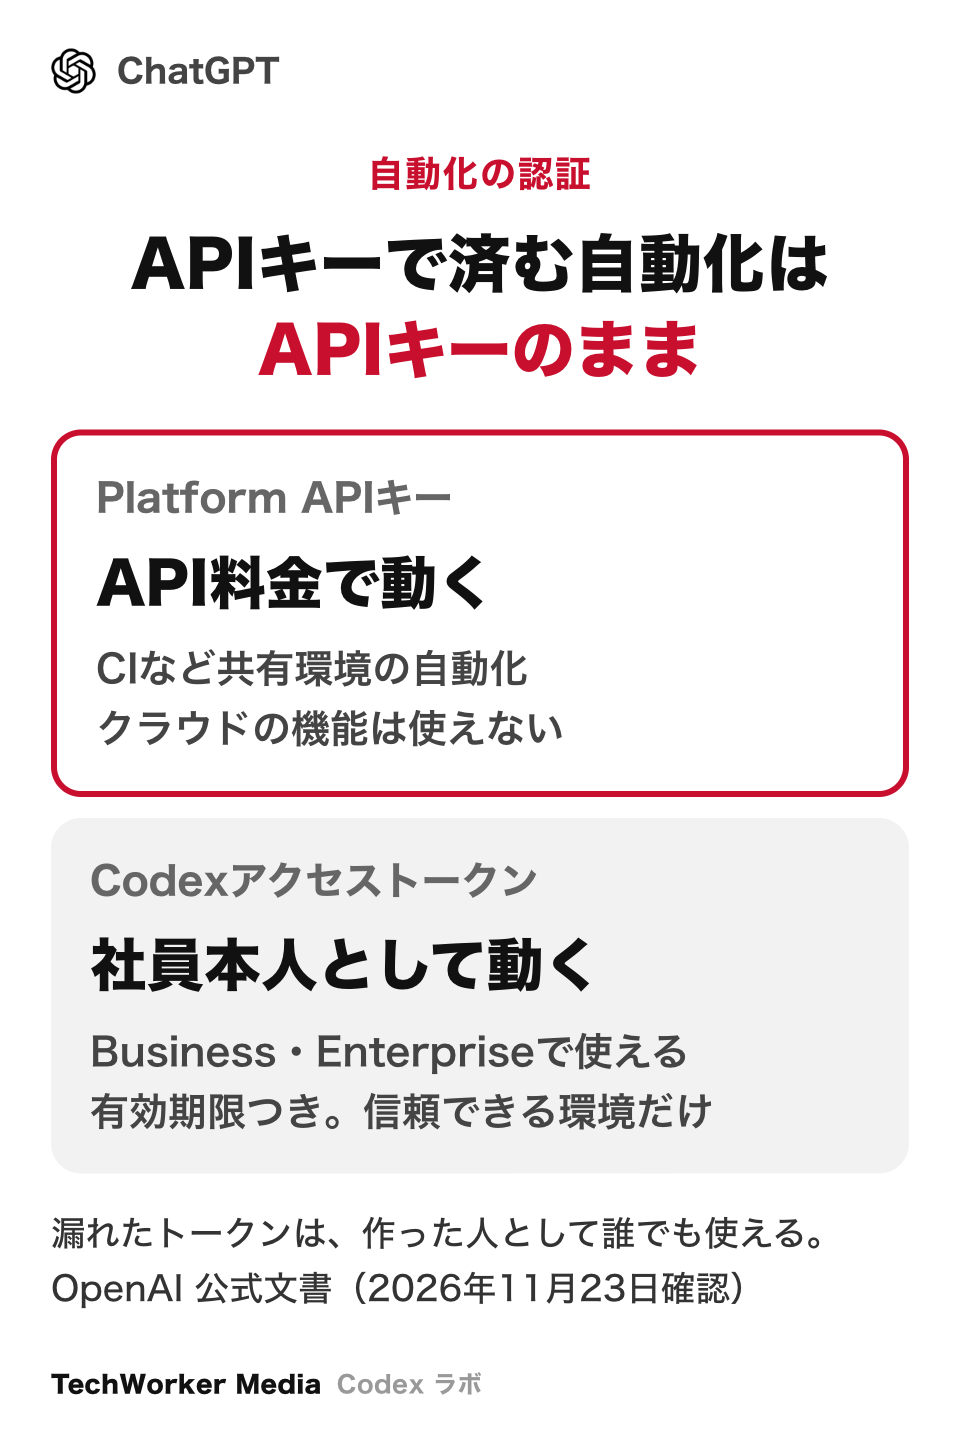 ChatGPT
自動化の認証
APIキーで済む自動化は
APIキーのまま
Platform APIキー
API料金で動く
CIなど共有環境の自動化
クラウドの機能は使えない
Codexアクセストークン
社員本人として動く
Business・Enterpriseで使える
有効期限つき。信頼できる環境だけ
漏れたトークンは、作った人として誰でも使える。
OpenAI 公式文書（2026年11月23日確認）
TechWorker Media Codex ラボ